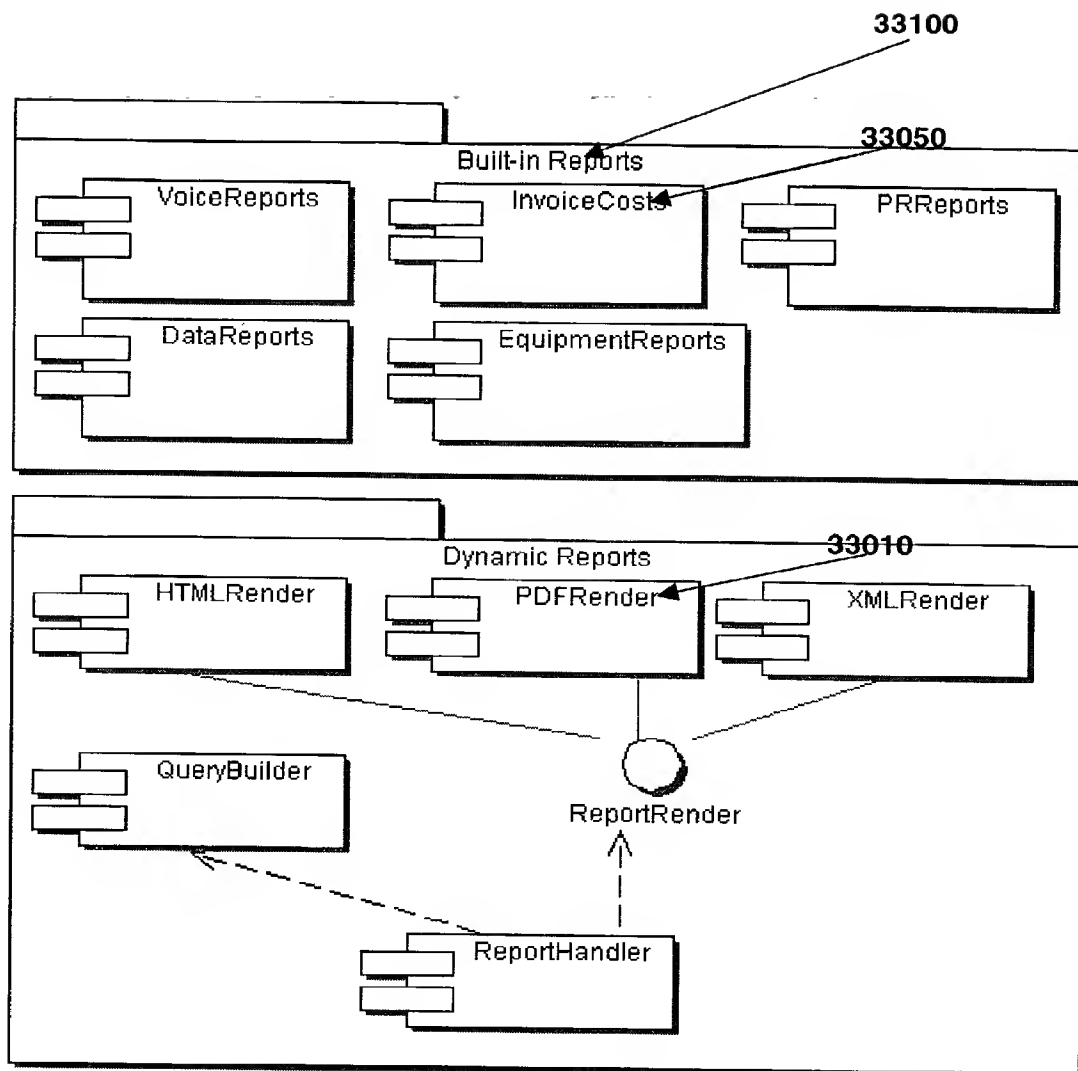 33100
33050
Built-in Reports
VoiceReports
InvoiceCosts
PRReports
DataReports
EquipmentReports
33010
Dynamic Reports
HTMLRender
PDFRender
XMLRender
QueryBuilder
ReportRender
ReportHandler